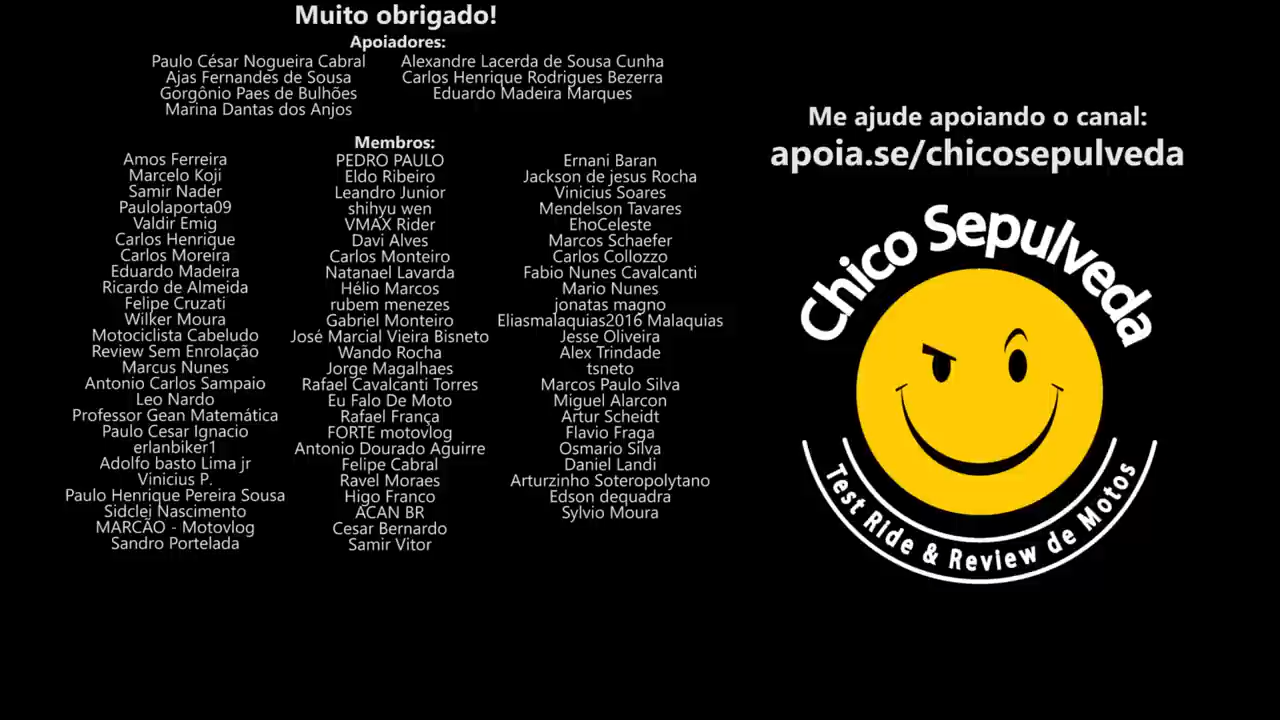 Muito obrigado!
Apoiadores:
Paulo César Nogueira Cabral
Ajas Fernandes de Sousa
Gorgônio Paes de Bulhões
Marina Dantas dos Anjos
Alexandre Lacerda de Sousa Cunha
Carlos Henrique Rodrigues Bezerra
Eduardo Madeira Marques
Membros:
Amos Ferreira
Marcelo Koji
Samir Nader
Paulolaporta09
Valdir Emig
Carlos Henrique
Carlos Moreira
Eduardo Madeira
Ricardo de Almeida
Felipe Cruzati
Wilker Moura
Motociclista Cabeludo
Review Sem Enrolação
Marcus Nunes
Antonio Carlos Sampaio
Leo Nardo
Professor Gean Matemática
Paulo Cesar Ignacio
erlanbiker1
Adolfo basto Lima jr
Vinicius P.
Paulo Henrique Pereira Sousa
Sidclei Nascimento
MARCÃO - Motovlog
Sandro Portelada
PEDRO PAULO
Eldo Ribeiro
Leandro Junior
shihyu wen
VMAX Rider
Davi Alves
Carlos Monteiro
Natanael Lavarda
Hélio Marcos
rubem menezes
Gabriel Monteiro
José Marcial Vieira Bisneto
Wando Rocha
Jorge Magalhaes
Rafael Cavalcanti Torres
Eu Falo De Moto
Rafael França
FORTE motovlog
Antonio Dourado Aguirre
Felipe Cabral
Ravel Moraes
Higo Franco
ACAN BR
Cesar Bernardo
Samir Vitor
Ernani Baran
Jackson de jesus Rocha
Vinicius Soares
Mendelson Tavares
EhoCeleste
Marcos Schaefer
Carlos Collozzo
Fabio Nunes Cavalcanti
Mario Nunes
jonatas magno
Eliasmalaquias2016 Malaquias
Jesse Oliveira
Alex Trindade
tsneto
Marcos Paulo Silva
Miguel Alarcon
Artur Scheidt
Flavio Fraga
Osmario Silva
Daniel Landi
Arturzinho Soteropolytano
Edson dequadra
Sylvio Moura
Me ajude apoiando o canal:
apoia.se/chicosepulveda
Chico Sepulveda
Test Ride & Review de Motos